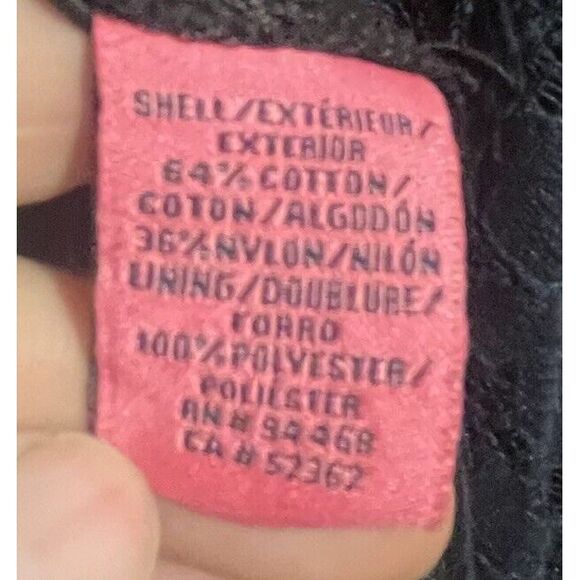 SHELL/EXTÉRIEUR/
EXTERIOR
64% COTTON/
COTON/ALGODÓN
36% NYLON/NILÓN
LINING/DOUBLURE/
FORRO
100% POLYESTER/
POLIESTER
RN# 94468
CA# 52362